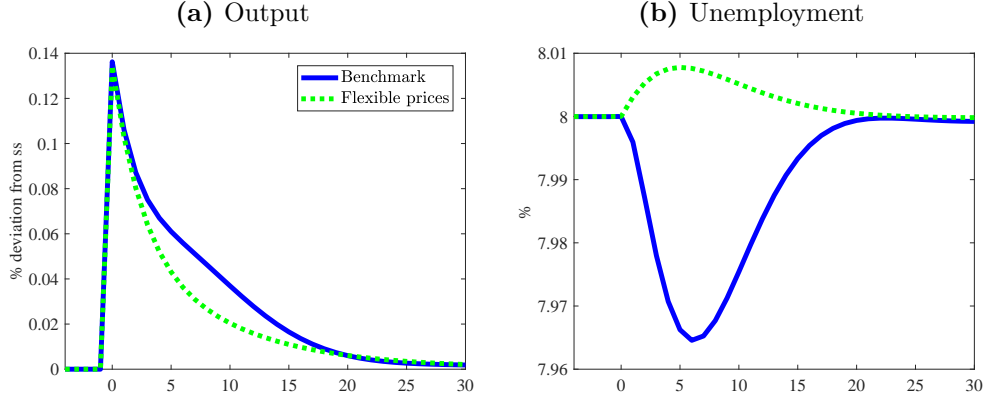 (a) Output
(b) Unemployment
% deviation from ss
0.14
0.12
0.1
0.08
0.06
0.04
0.02
0
0 5 10 15 20 25 30
Benchmark
Flexible prices
%
8.01
8
7.99
7.98
7.97
7.96
0 5 10 15 20 25 30